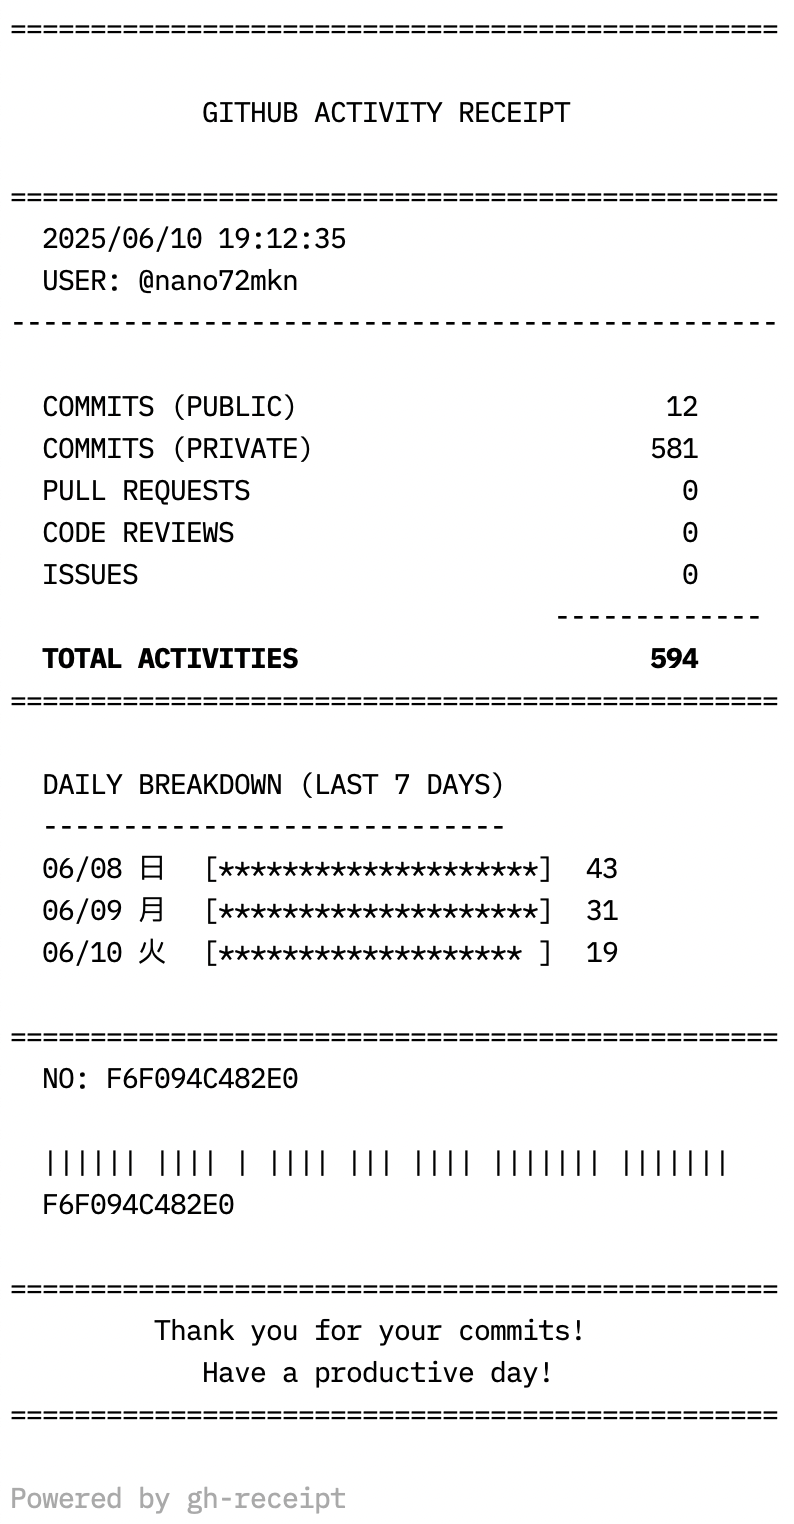 ================================================
GITHUB ACTIVITY RECEIPT
================================================
2025/06/10 19:12:35
USER: @nano72mkn
------------------------------------------------
COMMITS (PUBLIC) 12
COMMITS (PRIVATE) 581
PULL REQUESTS 0
CODE REVIEWS 0
ISSUES 0
-------------
TOTAL ACTIVITIES 594
================================================
DAILY BREAKDOWN (LAST 7 DAYS)
-----------------------------
06/08 日 [********************] 43
06/09 月 [********************] 31
06/10 火 [******************* ] 19
================================================
NO: F6F094C482E0
|||||| |||| | |||| ||| |||| ||||||| |||||||
F6F094C482E0
================================================
Thank you for your commits!
Have a productive day!
================================================
Powered by gh-receipt